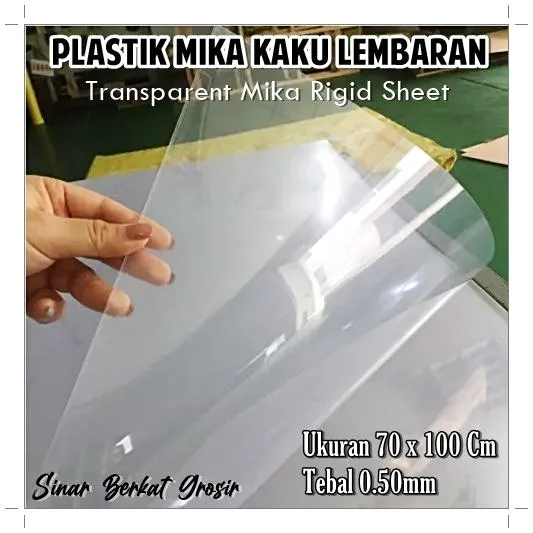 PLASTIK MIKA KAKU LEMBARAN
Transparent Mika Rigid Sheet
Ukuran 70 x 100 Cm
Tebal 0.50mm
Sinar Berkat Grosir